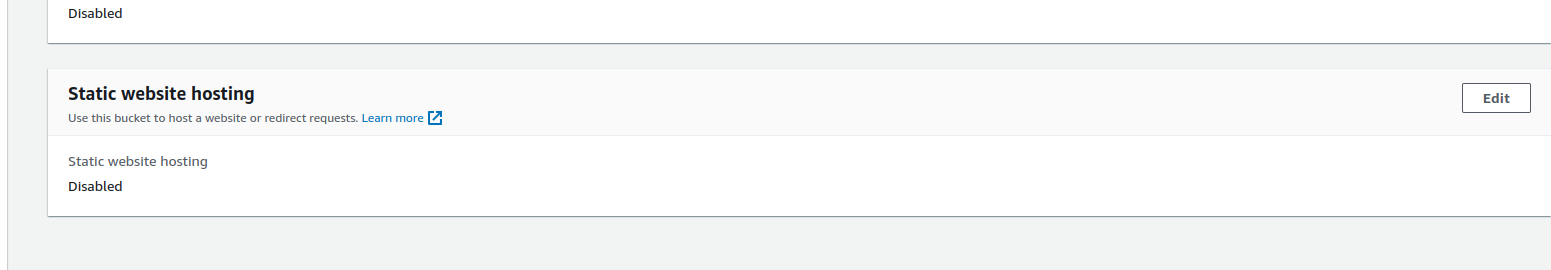 Disabled
Static website hosting
Edit
Use this bucket to host a website or redirect requests. Learn more
Static website hosting
Disabled